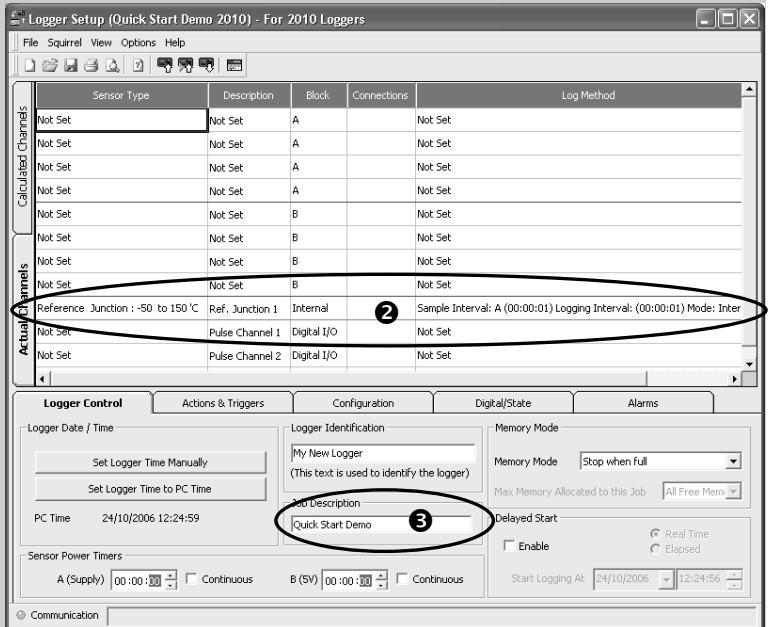 Logger Setup (Quick Start Demo 2010) - For 2010 Loggers
File Squirrel View Options Help
Calculated Channels
Actual Channels
Sensor Type Description Block Connections Log Method
Not Set Not Set A Not Set
Not Set Not Set A Not Set
Not Set Not Set A Not Set
Not Set Not Set A Not Set
Not Set Not Set B Not Set
Not Set Not Set B Not Set
Not Set Not Set B Not Set
Reference Junction : -50 to 150 'C Ref. Junction 1 Internal ❷ Sample Interval: A (00:00:01) Logging Interval: (00:00:01) Mode: Inter
Not Set Pulse Channel 1 Digital I/O Not Set
Not Set Pulse Channel 2 Digital I/O Not Set
Logger Control Actions & Triggers Configuration Digital/State Alarms
Logger Date / Time
Set Logger Time Manually
Set Logger Time to PC Time
PC Time 24/10/2006 12:24:59
Logger Identification
My New Logger
(This text is used to identify the logger)
Job Description
Quick Start Demo ❸
Memory Mode
Memory Mode Stop when full
Max Memory Allocated to this Job All Free Mem
Delayed Start
Enable
Real Time
Elapsed
Start Logging At 24/10/2006 12:24:56
Sensor Power Timers
A (Supply) 00:00:00 Continuous B (5V) 00:00:00 Continuous
Communication